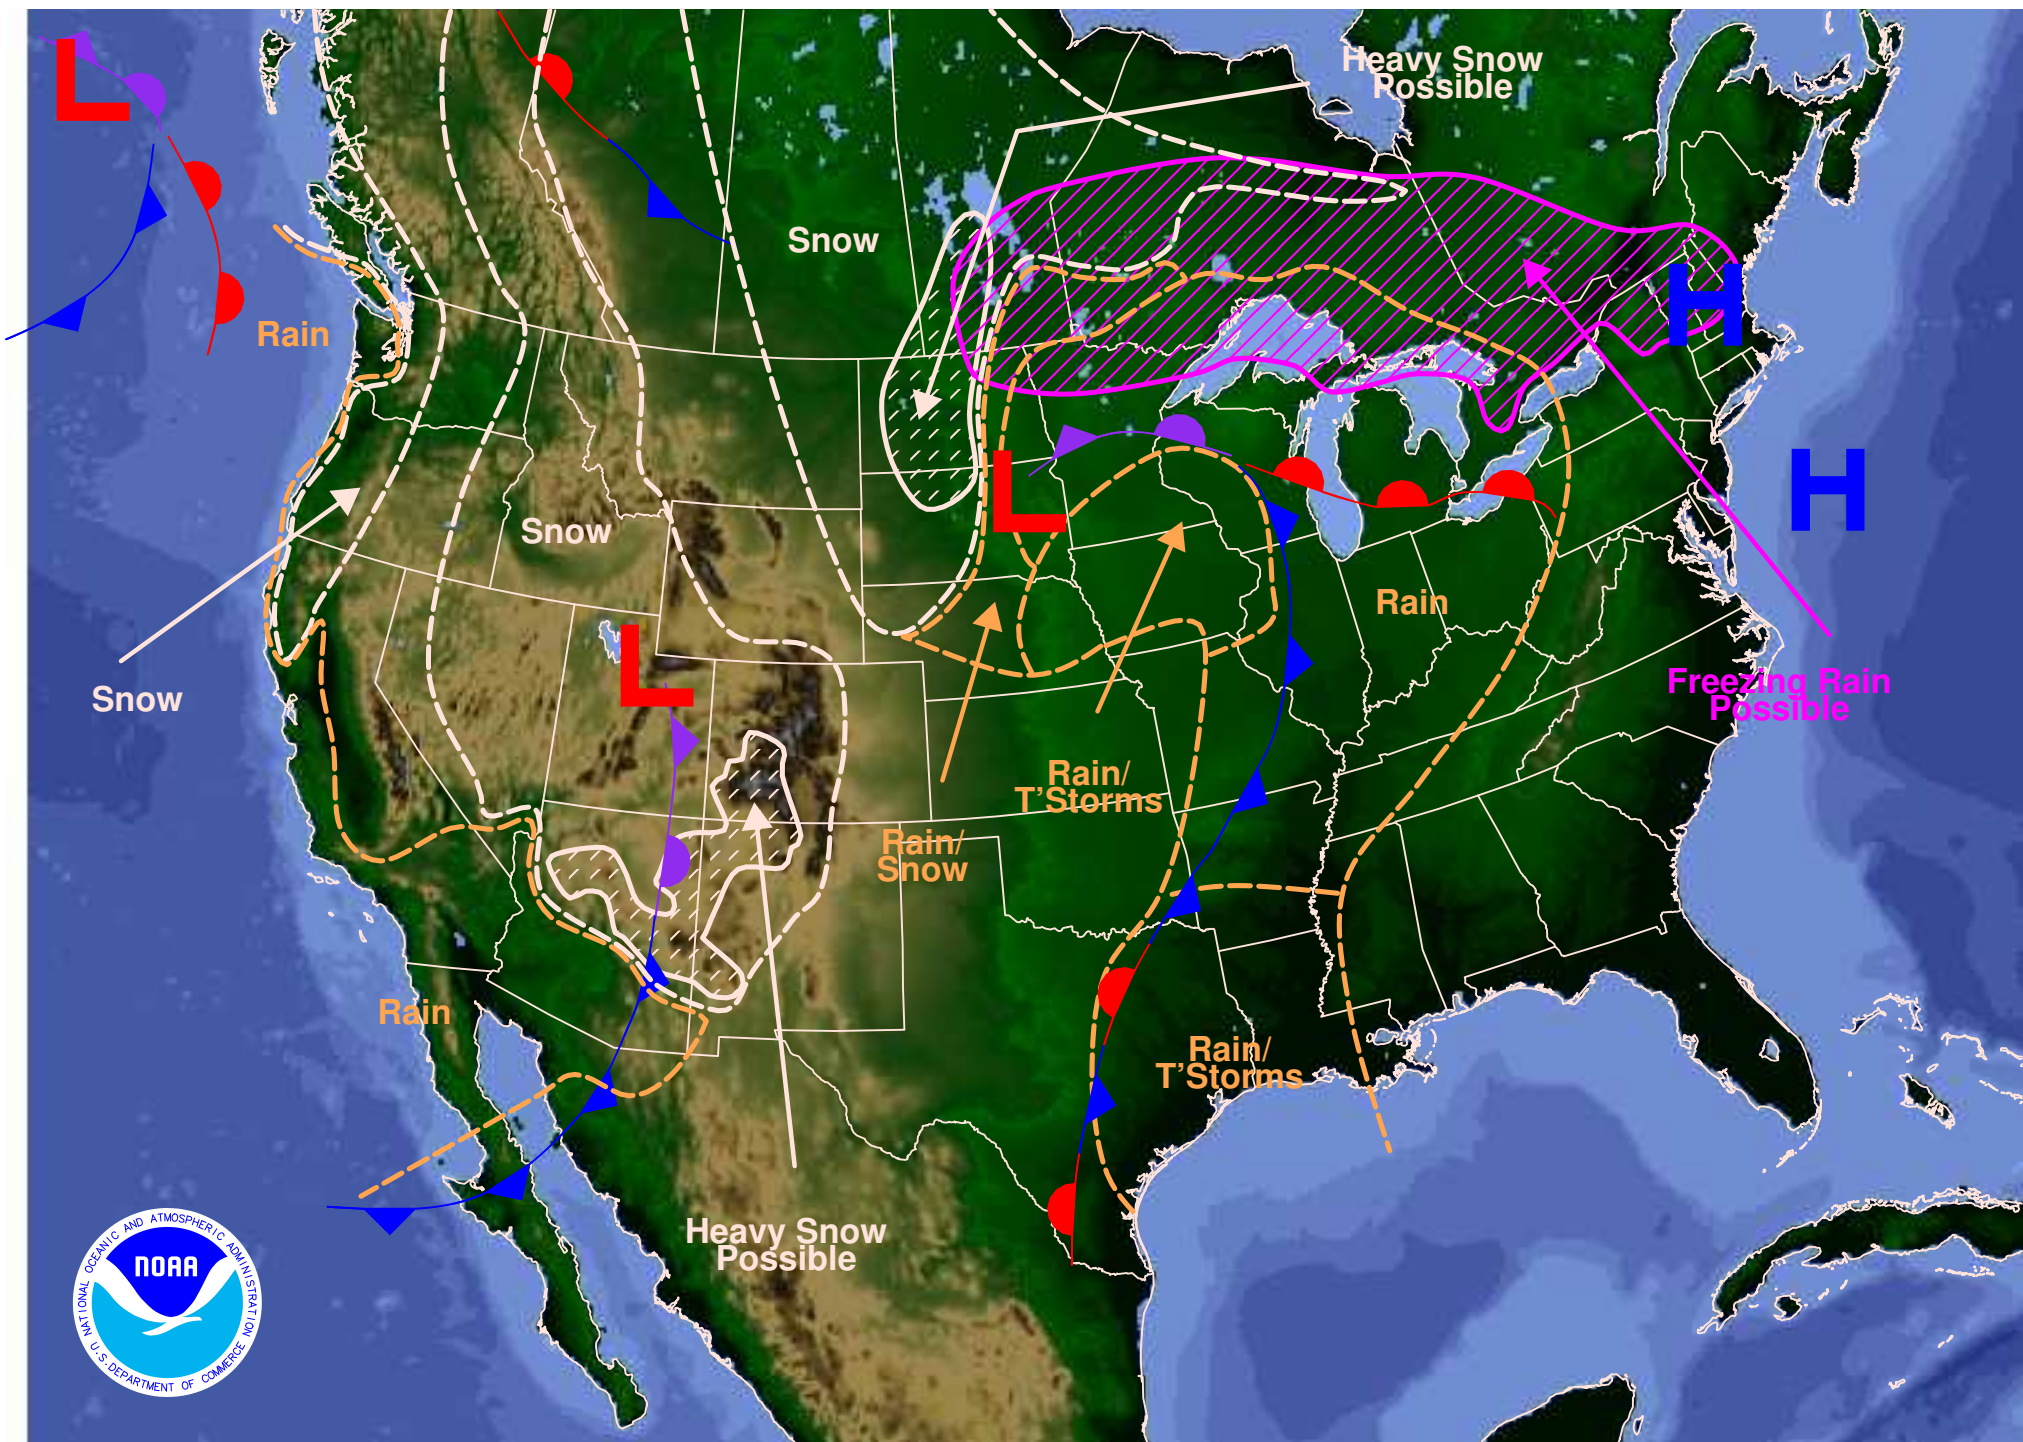 L
Heavy Snow
Possible
Snow
H
Rain
L
H
Snow
Rain
L
Snow
Freezing Rain
Possible
Rain/
T'Storms
Rain/
Snow
Rain
Rain/
T'Storms
Heavy Snow
Possible
NATIONAL OCEANIC AND ATMOSPHERIC ADMINISTRATION
NOAA
U.S. DEPARTMENT OF COMMERCE